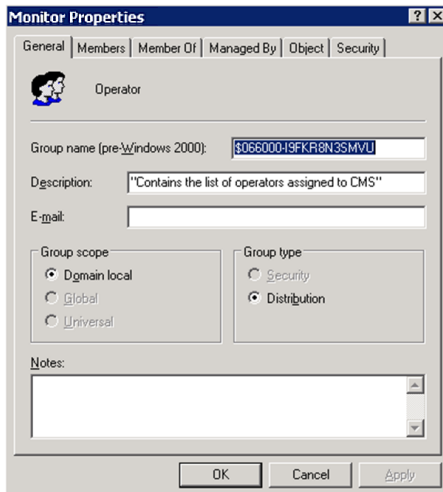 Monitor Properties
General Members Member Of Managed By Object Security
Operator
Group name (pre-Windows 2000): $066000-I9FKR8N3SMVU
Description: "Contains the list of operators assigned to CMS"
E-mail:
Group scope Group type
Domain local Security
Global Distribution
Universal
Notes:
OK Cancel Apply